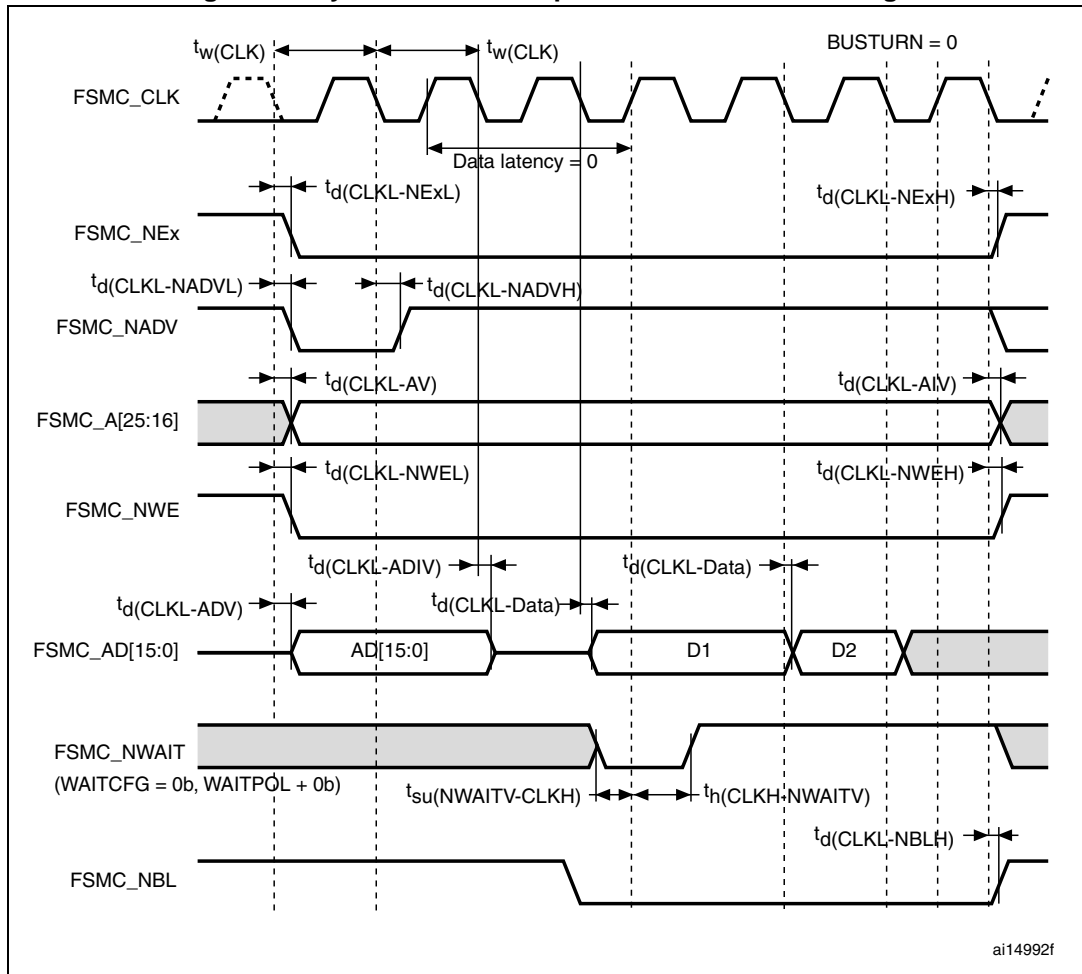 tw(CLK) tw(CLK) BUSTURN = 0
FSMC_CLK
Data latency = 0
td(CLKL-NExL) td(CLKL-NExH)
FSMC_NEx
td(CLKL-NADVL) td(CLKL-NADVH)
FSMC_NADV
td(CLKL-AV) td(CLKL-AIV)
FSMC_A[25:16]
td(CLKL-NWEL) td(CLKL-NWEH)
FSMC_NWE
td(CLKL-ADIV) td(CLKL-Data)
td(CLKL-ADV) td(CLKL-Data)
FSMC_AD[15:0] AD[15:0] D1 D2
FSMC_NWAIT
(WAITCFG = 0b, WAITPOL + 0b)
tsu(NWAITV-CLKH) th(CLKH-NWAITV)
td(CLKL-NBLH)
FSMC_NBL
ai14992f